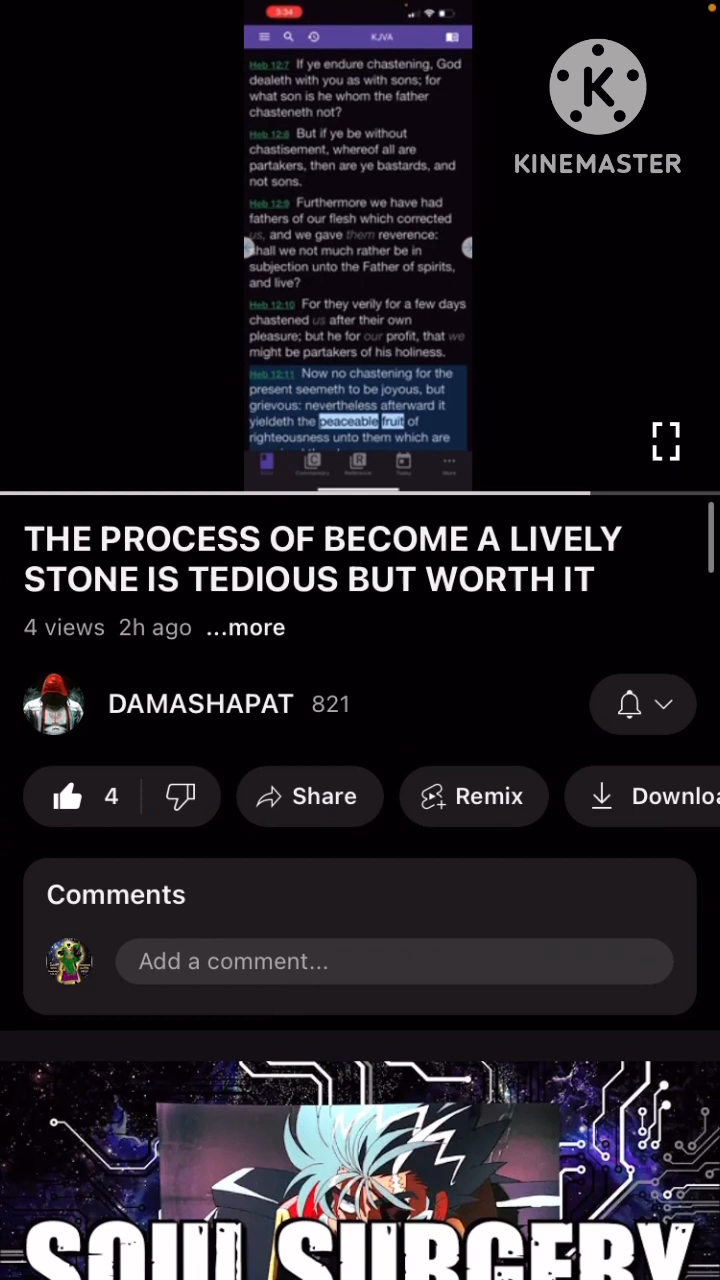 3:34
KJVA
Heb 12:7 If ye endure chastening, God
dealeth with you as with sons; for
what son is he whom the father
chasteneth not?
Heb 12:8 But if ye be without
chastisement, whereof all are
partakers, then are ye bastards, and
not sons.
Heb 12:9 Furthermore we have had
fathers of our flesh which corrected
us, and we gave them reverence:
shall we not much rather be in
subjection unto the Father of spirits,
and live?
Heb 12:10 For they verily for a few days
chastened us after their own
pleasure; but he for our profit, that we
might be partakers of his holiness.
Heb 12:11 Now no chastening for the
present seemeth to be joyous, but
grievous: nevertheless afterward it
yieldeth the peaceable fruit of
righteousness unto them which are
K
KINEMASTER
THE PROCESS OF BECOME A LIVELY
STONE IS TEDIOUS BUT WORTH IT
4 views 2h ago ...more
DAMASHAPAT 821
4 Share Remix Downloa
Comments
Add a comment...
SOUL SURGERY